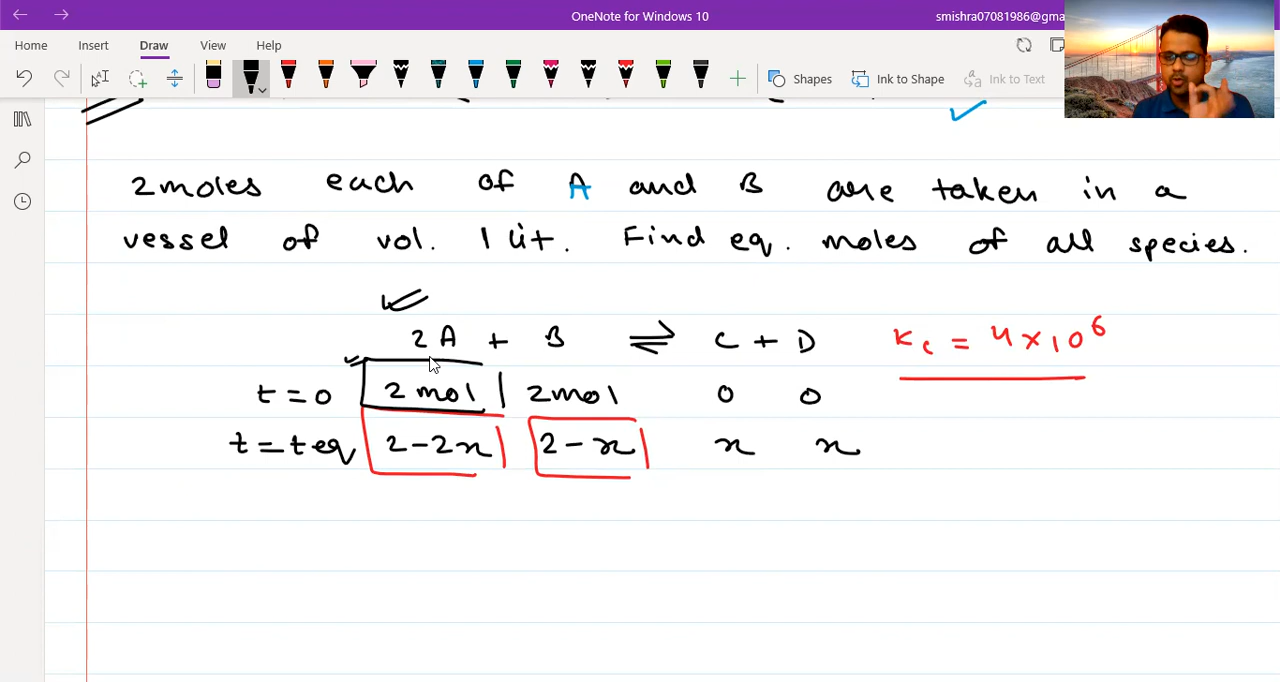 OneNote for Windows 10
smishra07081986@gma
Home Insert Draw View Help
Shapes Ink to Shape Ink to Text
2moles each of A and B are taken in a
vessel of vol. 1 lit. Find eq. moles of all species.
2A + B ⇌ C + D Kc = 4×10⁶
t=0 2 mol 2mol 0 0
t=teq 2-2x 2-x x x